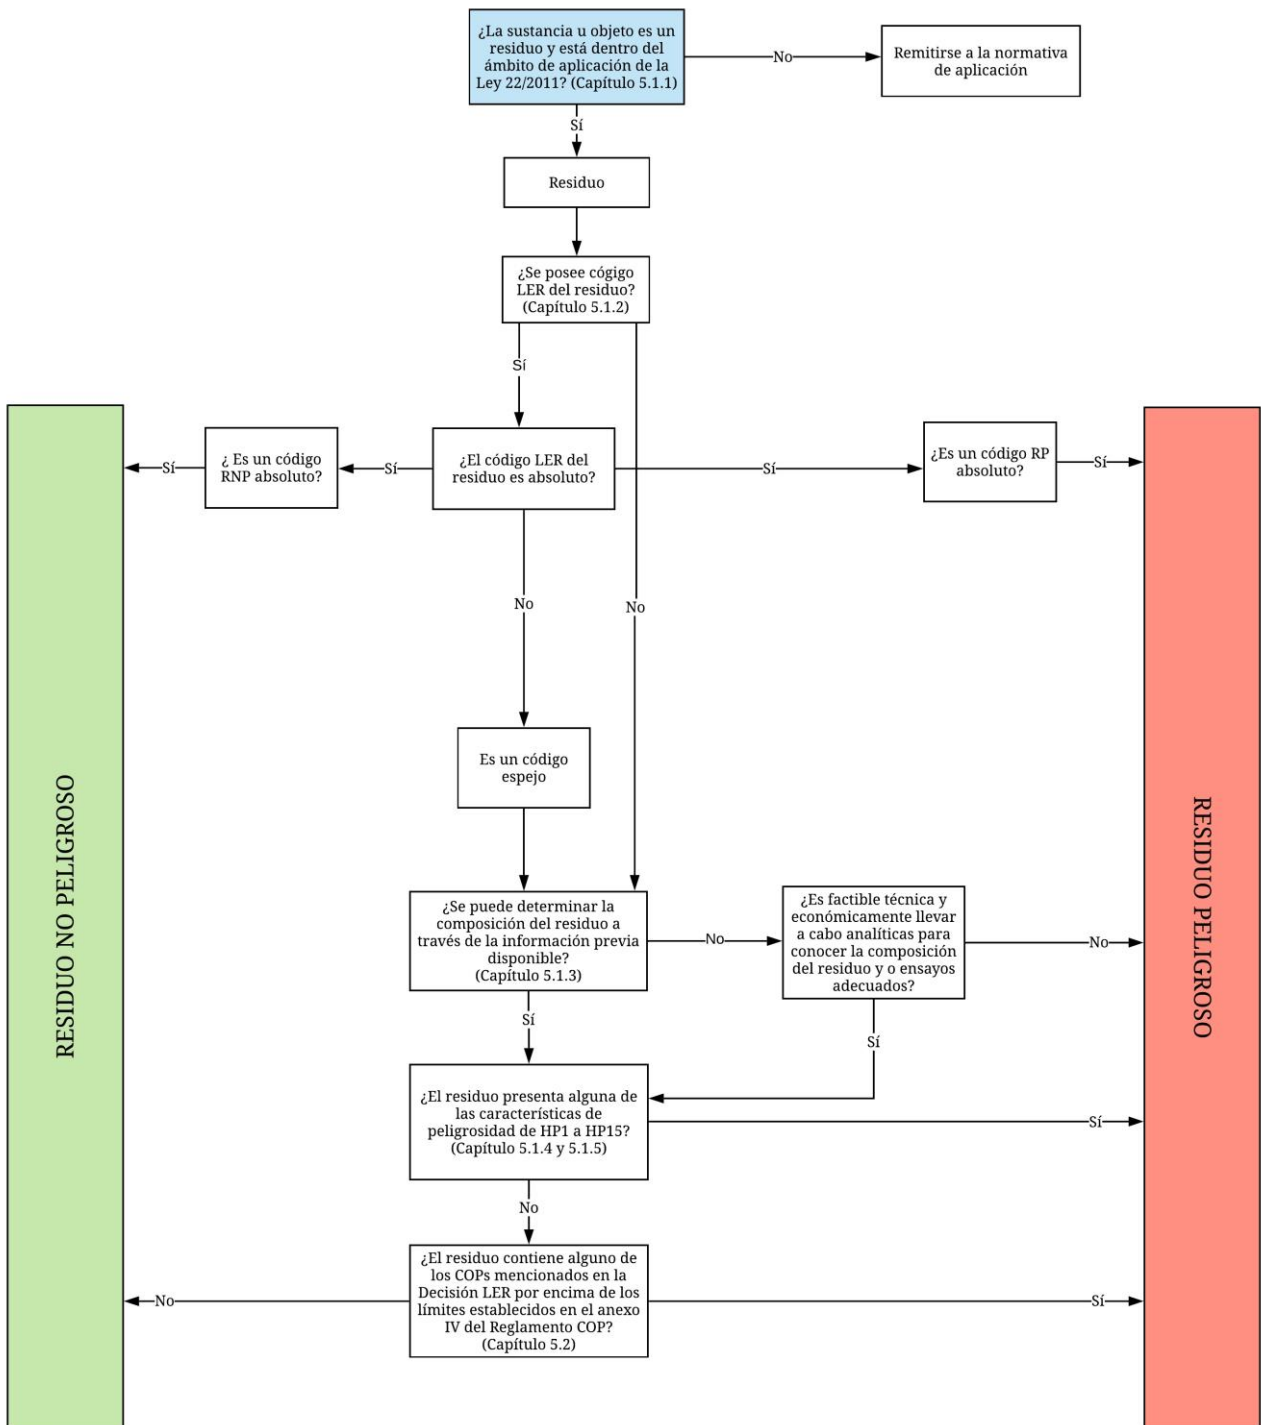 ¿La sustancia u objeto es un
residuo y está dentro del
ámbito de aplicación de la
Ley 22/2011? (Capítulo 5.1.1)
No
Remitirse a la normativa
de aplicación
Sí
Residuo
¿Se posee cógigo
LER del residuo?
(Capítulo 5.1.2)
Sí
No
¿El código LER del
residuo es absoluto?
Sí
¿ Es un código
RNP absoluto?
Sí
Sí
¿Es un código RP
absoluto?
Sí
No
Es un código
espejo
¿Se puede determinar la
composición del residuo a
través de la información previa
disponible?
(Capítulo 5.1.3)
No
¿Es factible técnica y
económicamente llevar
a cabo analíticas para
conocer la composición
del residuo y o ensayos
adecuados?
No
Sí
Sí
¿El residuo presenta alguna de
las características de
peligrosidad de HP1 a HP15?
(Capítulo 5.1.4 y 5.1.5)
Sí
No
¿El residuo contiene alguno de
los COPs mencionados en la
Decisión LER por encima de los
límites establecidos en el anexo
IV del Reglamento COP?
(Capítulo 5.2)
No
Sí
RESIDUO NO PELIGROSO
RESIDUO PELIGROSO